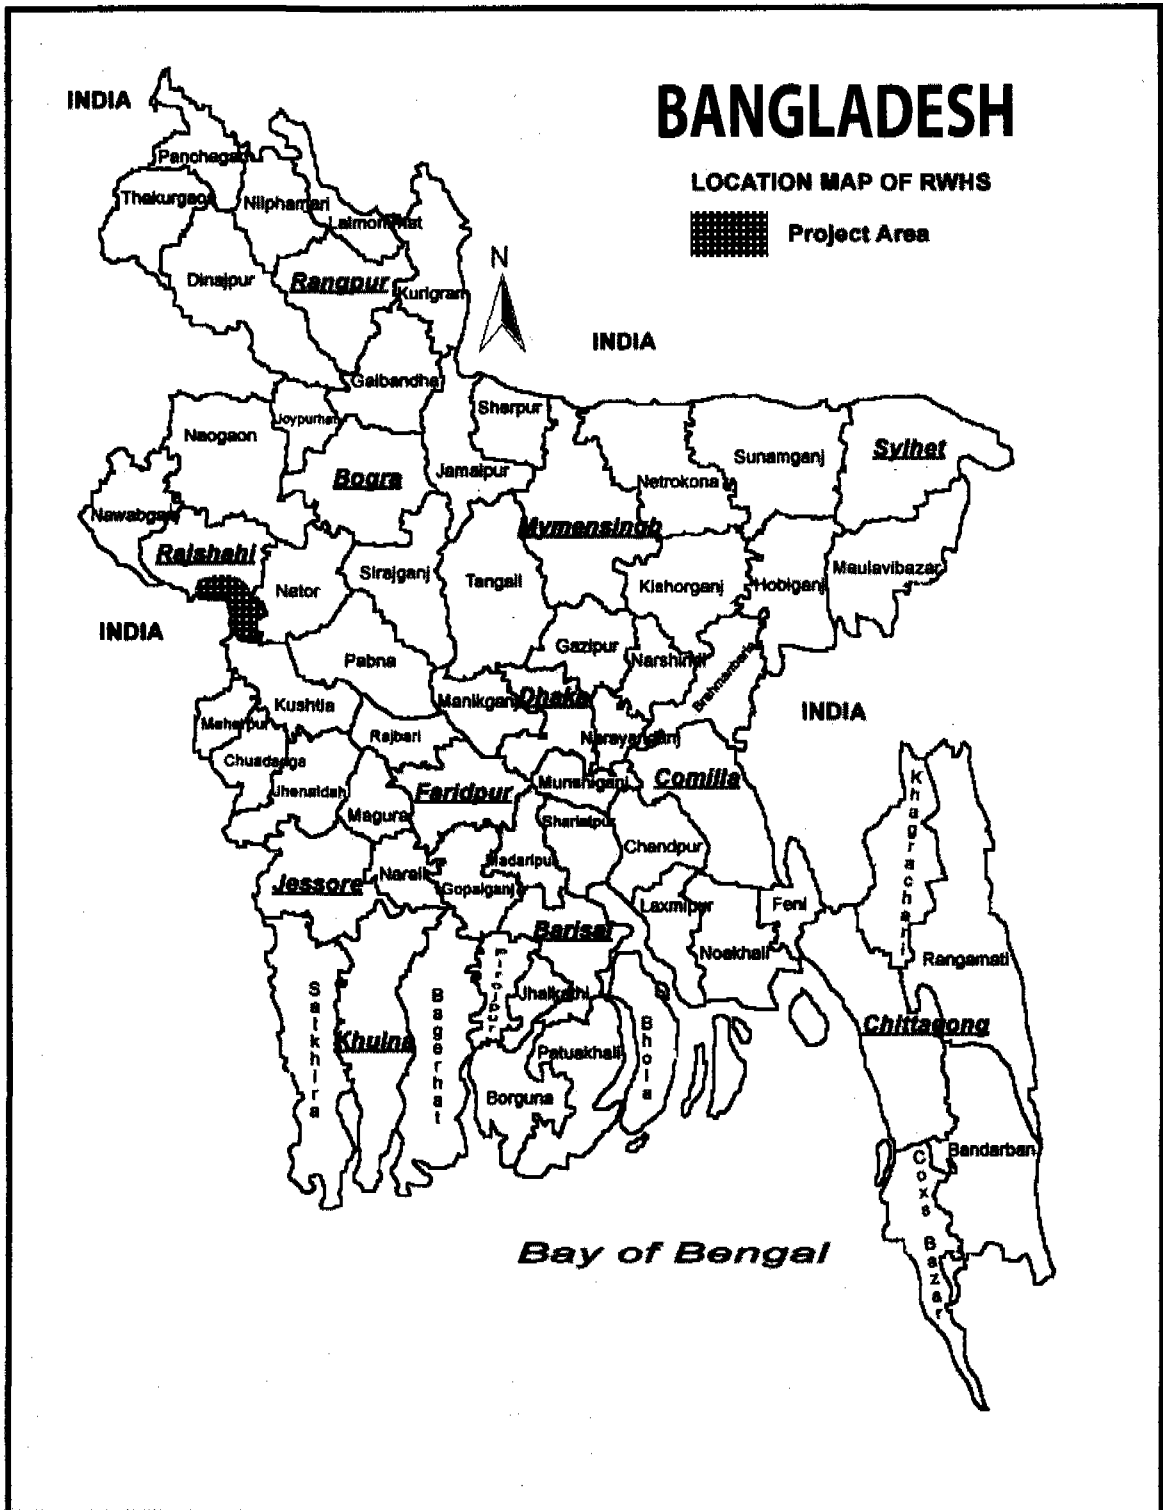 BANGLADESH
LOCATION MAP OF RWHS
Project Area
INDIA
N
Panchagad
Thakurgaon
Nilphamari
Lalmonirhat
Dinajpur
Rangpur
Kurigram
INDIA
Gaibandha
Sherpur
Joypurhat
Naogaon
Bogra
Jamalpur
Netrokona
Sunamganj
Sylhet
Nawabganj
Mymensingh
Rajshahi
Sirajganj
Tangail
Kishorganj
Hobiganj
Maulavibazar
Nator
INDIA
Pabna
Gazipur
Narshindi
Brahmanbaria
INDIA
Manikganj
Dhaka
Kushtia
Meherpur
Rajbari
Narayanganj
Chuadanga
Jhenaidah
Magura
Faridpur
Munshiganj
Comilla
Shariatpur
Chandpur
Khagrachari
Jessore
Narail
Madaripur
Gopalganj
Laxmipur
Feni
Barisal
Noakhali
Rangamati
Pirojpur
Jhalkathi
Satkhira
Khulna
Bagerhat
Patuakhali
Bhola
Chittagong
Borguna
Bandarban
Coxs Bazar
Bay of Bengal